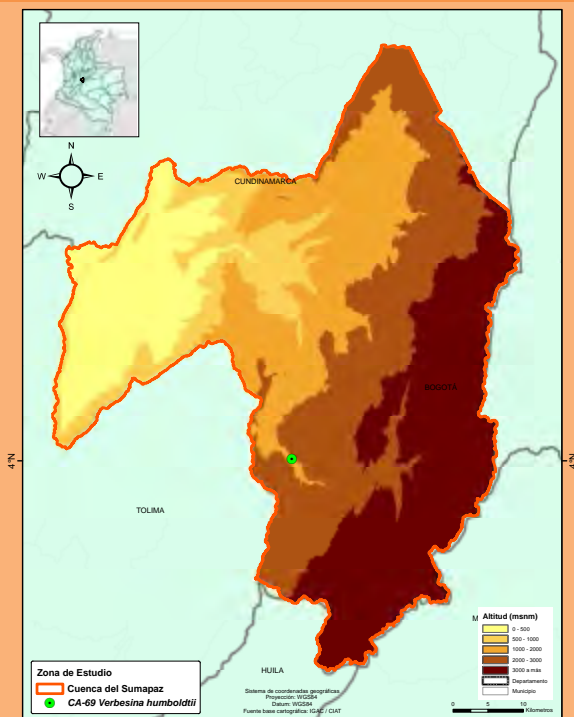 N
W E
S
CUNDINAMARCA
BOGOTÁ
4°N
4°N
TOLIMA
HUILA
M
Altitud (msnm)
0 - 500
500 - 1000
1000 - 2000
2000 - 3000
3000 a más
Departamento
Municipio
Zona de Estudio
Cuenca del Sumapaz
CA-69 Verbesina humboldtii
Sistema de coordenadas geográficas
Proyección: WGS84
Datum: WGS84
Fuente base cartográfica: IGAC / CIAT
0 5 10
Kilometros